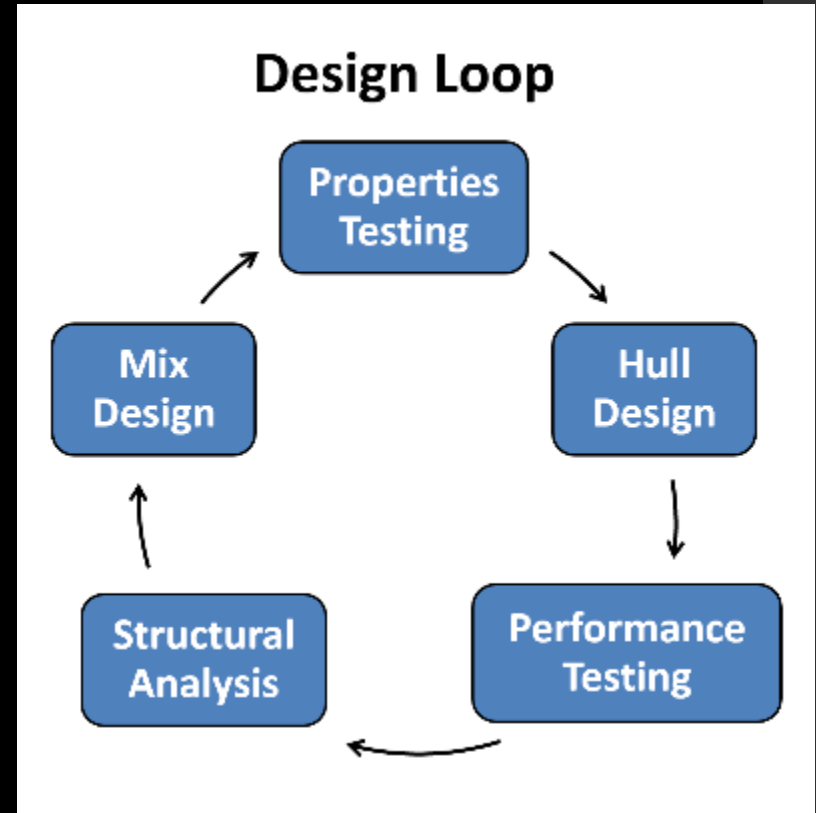 Design Loop
Properties
Testing
Hull
Design
Performance
Testing
Structural
Analysis
Mix
Design